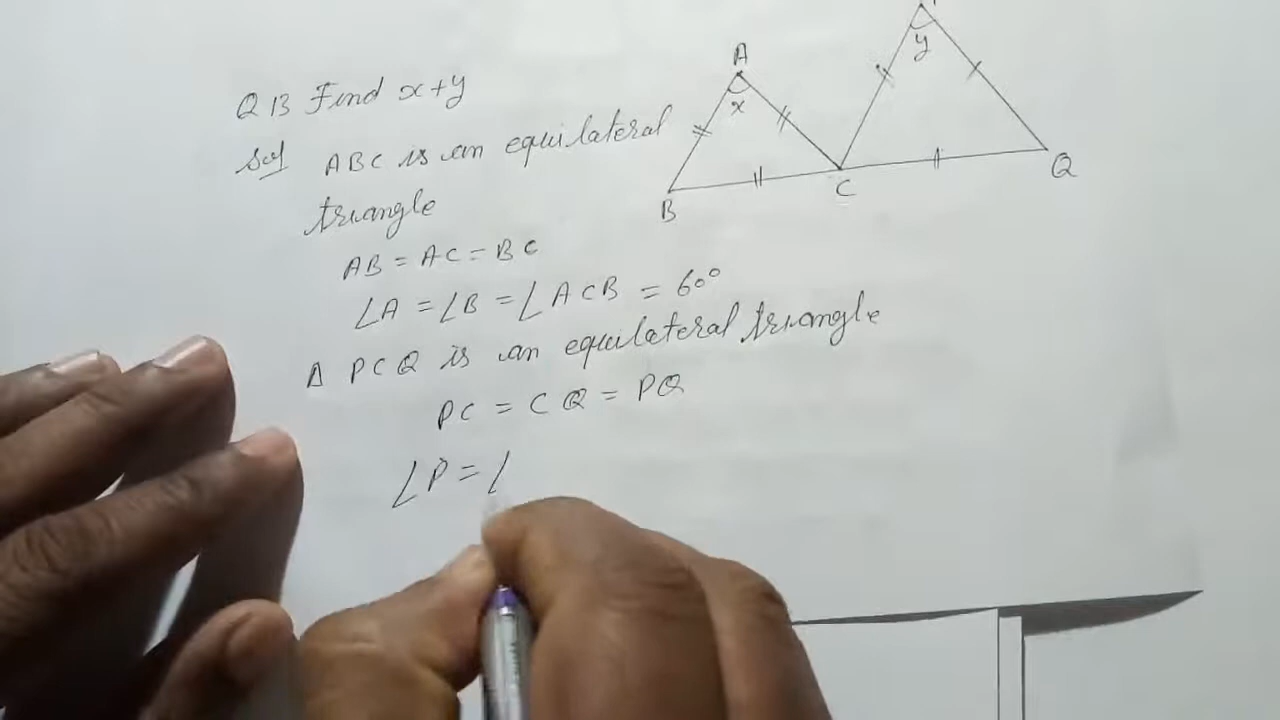 Q 13 Find x+y
Sol ABC is an equilateral
triangle
AB = AC = BC
∠A = ∠B = ∠ACB = 60°
Δ PCQ is an equilateral triangle
PC = CQ = PQ
∠P = ∠
A
x
B
C
y
Q